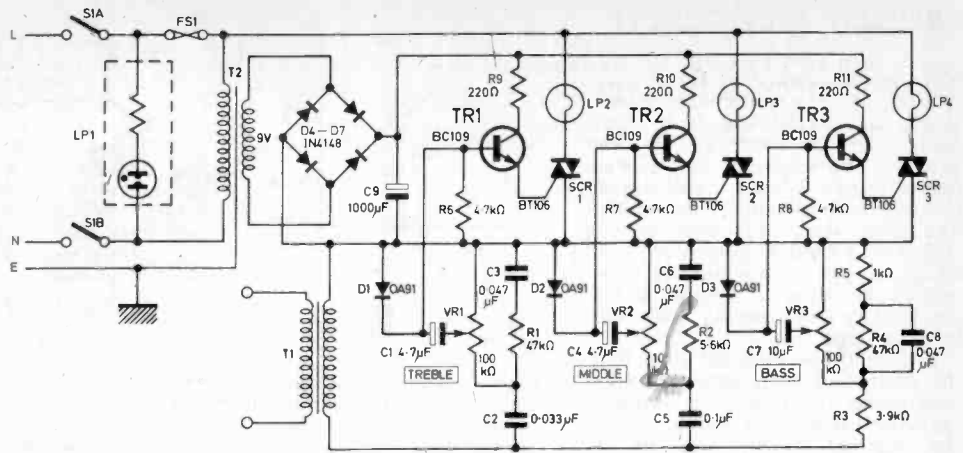 S1A
FS1
L
T2
LP1
9V
D4–D7
1N4148
C9
1000µF
R9
220Ω
TR1
BC109
LP2
SCR
1
BT106
R6
4·7kΩ
R10
220Ω
TR2
BC109
LP3
SCR
2
BT106
R7
4·7kΩ
R11
220Ω
TR3
BC109
LP4
SCR
3
BT106
R8
4·7kΩ
S1B
N
E
T1
D1
OA91
C1 4·7µF
VR1
100
kΩ
TREBLE
C3
0·047
µF
R1
47kΩ
C2
0·033µF
D2
OA91
C4 4·7µF
VR2
MIDDLE
C6
0·047
µF
R2
5·6kΩ
C5
0·1µF
D3
OA91
C7 10µF
VR3
100
kΩ
BASS
R5
1kΩ
R4
47kΩ
C8
0·047
µF
R3
3·9kΩ